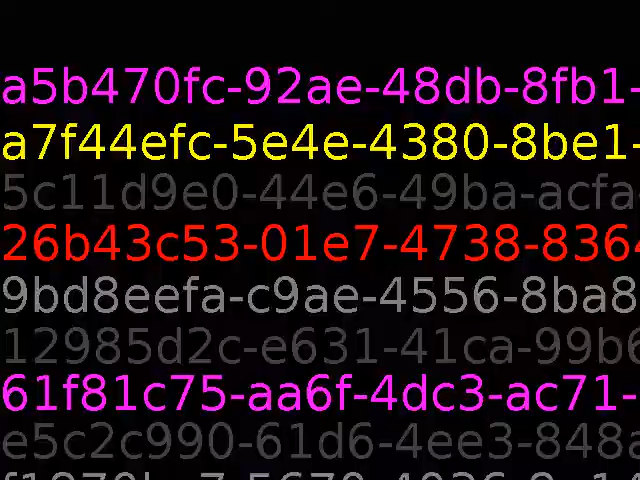 a5b470fc-92ae-48db-8fb1-
a7f44efc-5e4e-4380-8be1-
5c11d9e0-44e6-49ba-acfa-
26b43c53-01e7-4738-8364
9bd8eefa-c9ae-4556-8ba8
12985d2c-e631-41ca-99b6
61f81c75-aa6f-4dc3-ac71-
e5c2c990-61d6-4ee3-848a